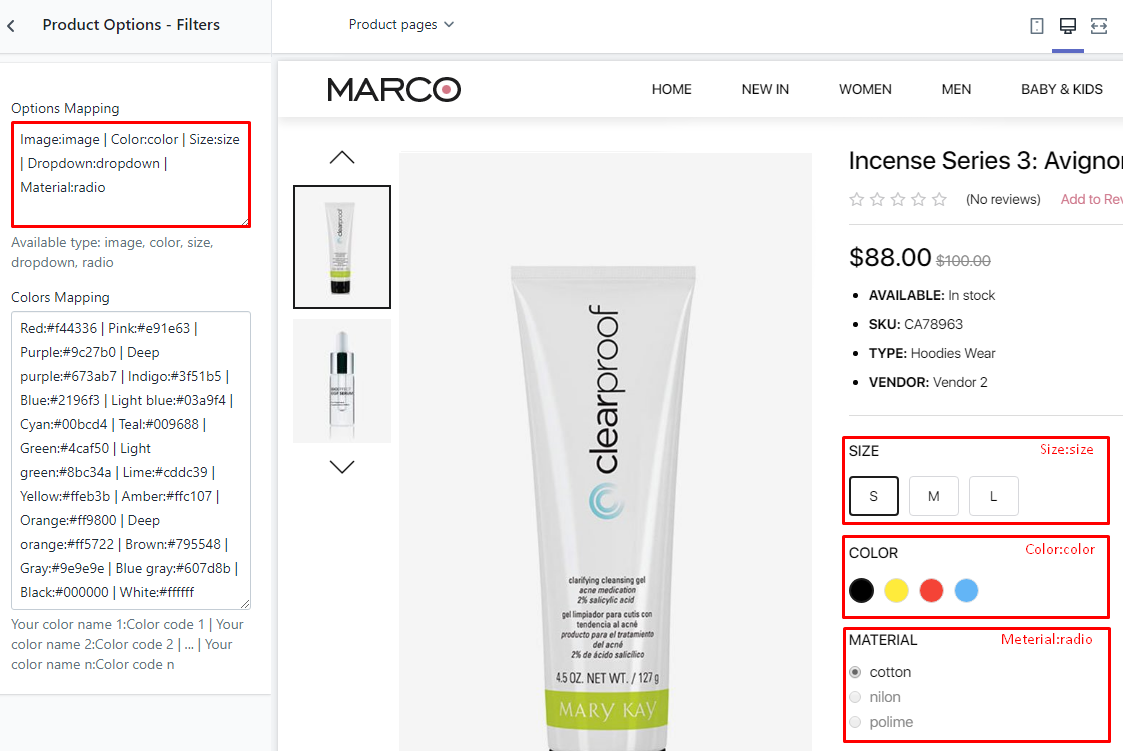 Product Options - Filters
Product pages
Options Mapping
Image:image | Color:color | Size:size
| Dropdown:dropdown |
Material:radio
Available type: image, color, size,
dropdown, radio
Colors Mapping
Red:#f44336 | Pink:#e91e63 |
Purple:#9c27b0 | Deep
purple:#673ab7 | Indigo:#3f51b5 |
Blue:#2196f3 | Light blue:#03a9f4 |
Cyan:#00bcd4 | Teal:#009688 |
Green:#4caf50 | Light
green:#8bc34a | Lime:#cddc39 |
Yellow:#ffeb3b | Amber:#ffc107 |
Orange:#ff9800 | Deep
orange:#ff5722 | Brown:#795548 |
Gray:#9e9e9e | Blue gray:#607d8b |
Black:#000000 | White:#ffffff
Your color name 1:Color code 1 | Your
color name 2:Color code 2 | ... | Your
color name n:Color code n
MARCO
HOME NEW IN WOMEN MEN BABY & KIDS
clearproof
clearproof
clarifying cleansing gel
acne medication
2% salicylic acid
gel limpiador para cutis con
tendencia al acné
producto para el tratamiento
del acné
2% de ácido salicílico
4.5 OZ. NET WT. / 127 g
MARY KAY
Incense Series 3: Avignon
(No reviews) Add to Rev
$88.00 $100.00
AVAILABLE: In stock
SKU: CA78963
TYPE: Hoodies Wear
VENDOR: Vendor 2
SIZE Size:size
S M L
COLOR Color:color
MATERIAL Meterial:radio
cotton
nilon
polime